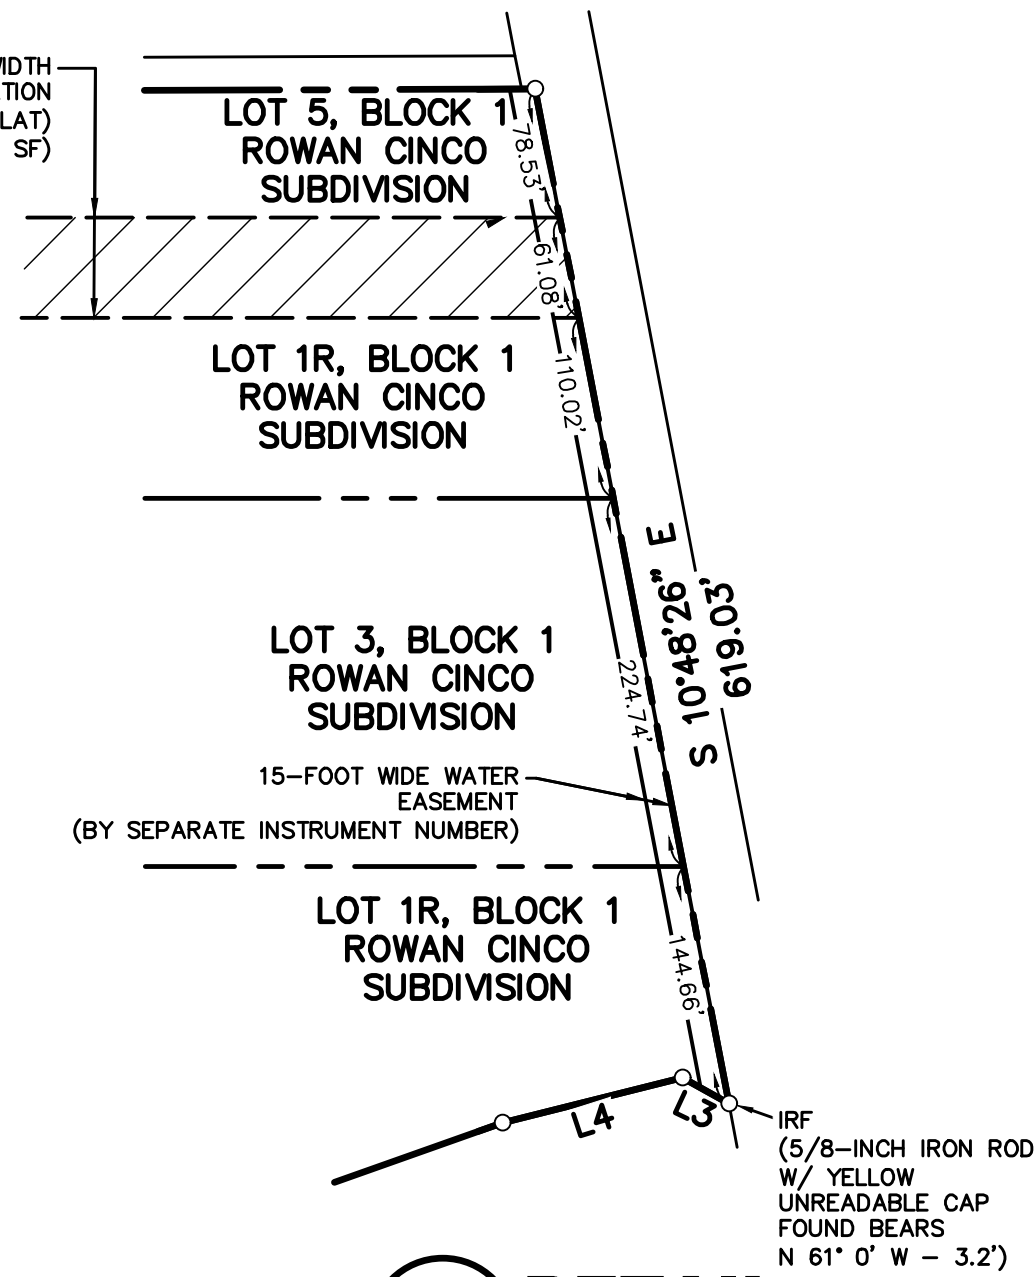 LAT)
SF)
LOT 5, BLOCK 1
ROWAN CINCO
SUBDIVISION
78.53'
61.08'
LOT 1R, BLOCK 1
ROWAN CINCO
SUBDIVISION
110.02'
S 10°48'26" E
619.03'
LOT 3, BLOCK 1
ROWAN CINCO
SUBDIVISION
224.74'
15-FOOT WIDE WATER
EASEMENT
(BY SEPARATE INSTRUMENT NUMBER)
LOT 1R, BLOCK 1
ROWAN CINCO
SUBDIVISION
144.66'
L4
L3
IRF
(5/8-INCH IRON ROD
W/ YELLOW
UNREADABLE CAP
FOUND BEARS
N 61° 0' W - 3.2')